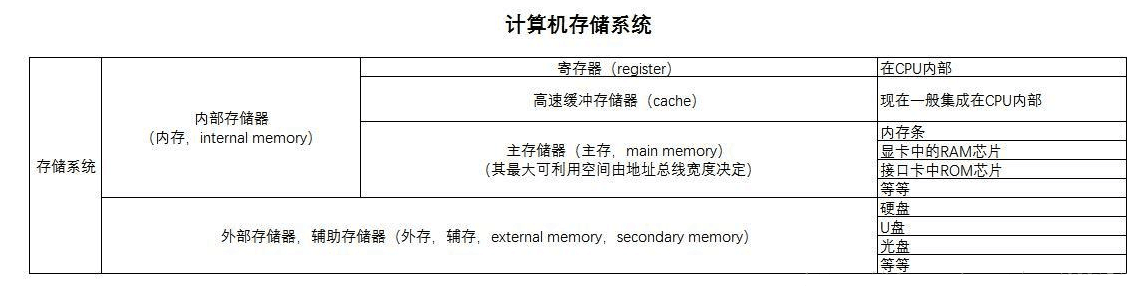 计算机存储系统
存储系统
内部存储器
（内存，internal memory）
寄存器（register）
在CPU内部
高速缓冲存储器（cache）
现在一般集成在CPU内部
主存储器（主存，main memory）
（其最大可利用空间由地址总线宽度决定）
内存条
显卡中的RAM芯片
接口卡中ROM芯片
等等
外部存储器，辅助存储器（外存，辅存，external memory，secondary memory）
硬盘
U盘
光盘
等等